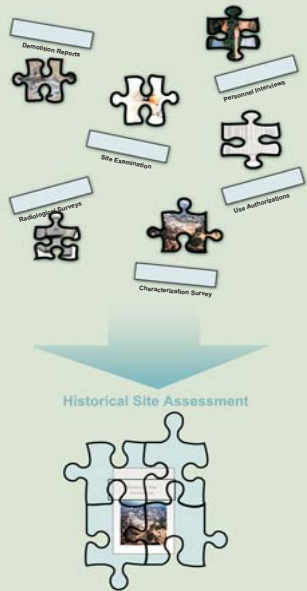 Demolition Reports
Personnel Interviews
Site Examination
Use Authorizations
Radiological Surveys
Characterization Survey
Historical Site Assessment